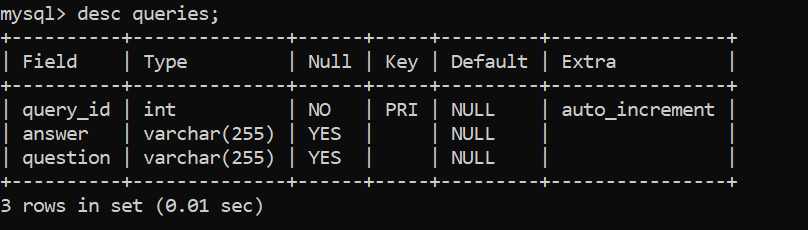 mysql> desc queries;
+----------+--------------+------+-----+---------+----------------+
| Field    | Type         | Null | Key | Default | Extra          |
+----------+--------------+------+-----+---------+----------------+
| query_id | int          | NO   | PRI | NULL    | auto_increment |
| answer   | varchar(255) | YES  |     | NULL    |                |
| question | varchar(255) | YES  |     | NULL    |                |
+----------+--------------+------+-----+---------+----------------+
3 rows in set (0.01 sec)